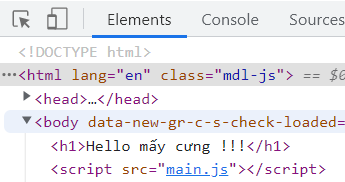 Elements Console Sources
<!DOCTYPE html>
<html lang="en" class="mdl-js"> == $0
<head>…</head>
<body data-new-gr-c-s-check-loaded=
<h1>Hello mấy cưng !!!</h1>
<script src="main.js"></script>